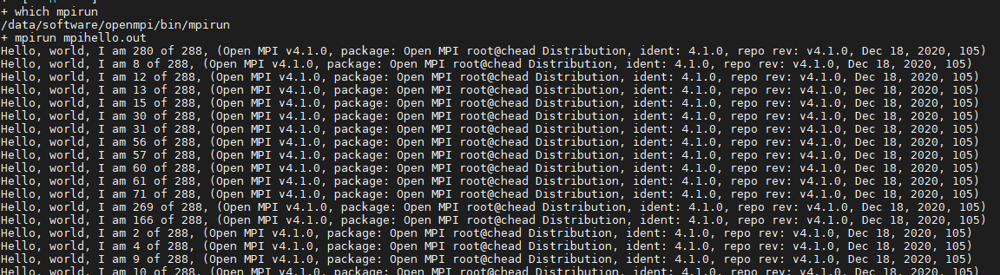 + which mpirun
/data/software/openmpi/bin/mpirun
+ mpirun mpihello.out
Hello, world, I am 280 of 288, (Open MPI v4.1.0, package: Open MPI root@chead Distribution, ident: 4.1.0, repo rev: v4.1.0, Dec 18, 2020, 105)
Hello, world, I am 8 of 288, (Open MPI v4.1.0, package: Open MPI root@chead Distribution, ident: 4.1.0, repo rev: v4.1.0, Dec 18, 2020, 105)
Hello, world, I am 12 of 288, (Open MPI v4.1.0, package: Open MPI root@chead Distribution, ident: 4.1.0, repo rev: v4.1.0, Dec 18, 2020, 105)
Hello, world, I am 13 of 288, (Open MPI v4.1.0, package: Open MPI root@chead Distribution, ident: 4.1.0, repo rev: v4.1.0, Dec 18, 2020, 105)
Hello, world, I am 15 of 288, (Open MPI v4.1.0, package: Open MPI root@chead Distribution, ident: 4.1.0, repo rev: v4.1.0, Dec 18, 2020, 105)
Hello, world, I am 30 of 288, (Open MPI v4.1.0, package: Open MPI root@chead Distribution, ident: 4.1.0, repo rev: v4.1.0, Dec 18, 2020, 105)
Hello, world, I am 31 of 288, (Open MPI v4.1.0, package: Open MPI root@chead Distribution, ident: 4.1.0, repo rev: v4.1.0, Dec 18, 2020, 105)
Hello, world, I am 56 of 288, (Open MPI v4.1.0, package: Open MPI root@chead Distribution, ident: 4.1.0, repo rev: v4.1.0, Dec 18, 2020, 105)
Hello, world, I am 57 of 288, (Open MPI v4.1.0, package: Open MPI root@chead Distribution, ident: 4.1.0, repo rev: v4.1.0, Dec 18, 2020, 105)
Hello, world, I am 60 of 288, (Open MPI v4.1.0, package: Open MPI root@chead Distribution, ident: 4.1.0, repo rev: v4.1.0, Dec 18, 2020, 105)
Hello, world, I am 61 of 288, (Open MPI v4.1.0, package: Open MPI root@chead Distribution, ident: 4.1.0, repo rev: v4.1.0, Dec 18, 2020, 105)
Hello, world, I am 71 of 288, (Open MPI v4.1.0, package: Open MPI root@chead Distribution, ident: 4.1.0, repo rev: v4.1.0, Dec 18, 2020, 105)
Hello, world, I am 269 of 288, (Open MPI v4.1.0, package: Open MPI root@chead Distribution, ident: 4.1.0, repo rev: v4.1.0, Dec 18, 2020, 105)
Hello, world, I am 166 of 288, (Open MPI v4.1.0, package: Open MPI root@chead Distribution, ident: 4.1.0, repo rev: v4.1.0, Dec 18, 2020, 105)
Hello, world, I am 2 of 288, (Open MPI v4.1.0, package: Open MPI root@chead Distribution, ident: 4.1.0, repo rev: v4.1.0, Dec 18, 2020, 105)
Hello, world, I am 4 of 288, (Open MPI v4.1.0, package: Open MPI root@chead Distribution, ident: 4.1.0, repo rev: v4.1.0, Dec 18, 2020, 105)
Hello, world, I am 9 of 288, (Open MPI v4.1.0, package: Open MPI root@chead Distribution, ident: 4.1.0, repo rev: v4.1.0, Dec 18, 2020, 105)
Hello, world, I am 10 of 288, (Open MPI v4.1.0, package: Open MPI root@chead Distribution, ident: 4.1.0, repo rev: v4.1.0, Dec 18, 2020, 105)